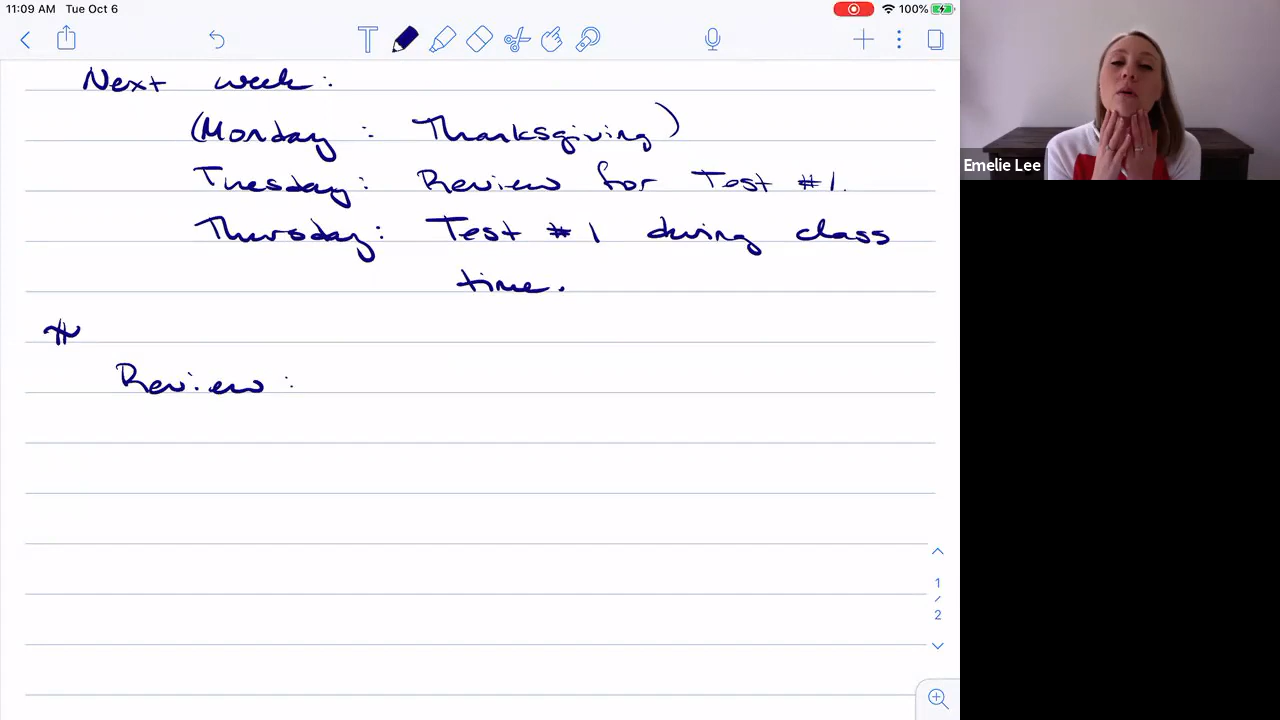 11:09 AM Tue Oct 6
100%
T
Next week:
(Monday: Thanksgiving)
Tuesday: Review for Test #1.
Thursday: Test #1 during class
time.
Review:
1
/
2
Emelie Lee